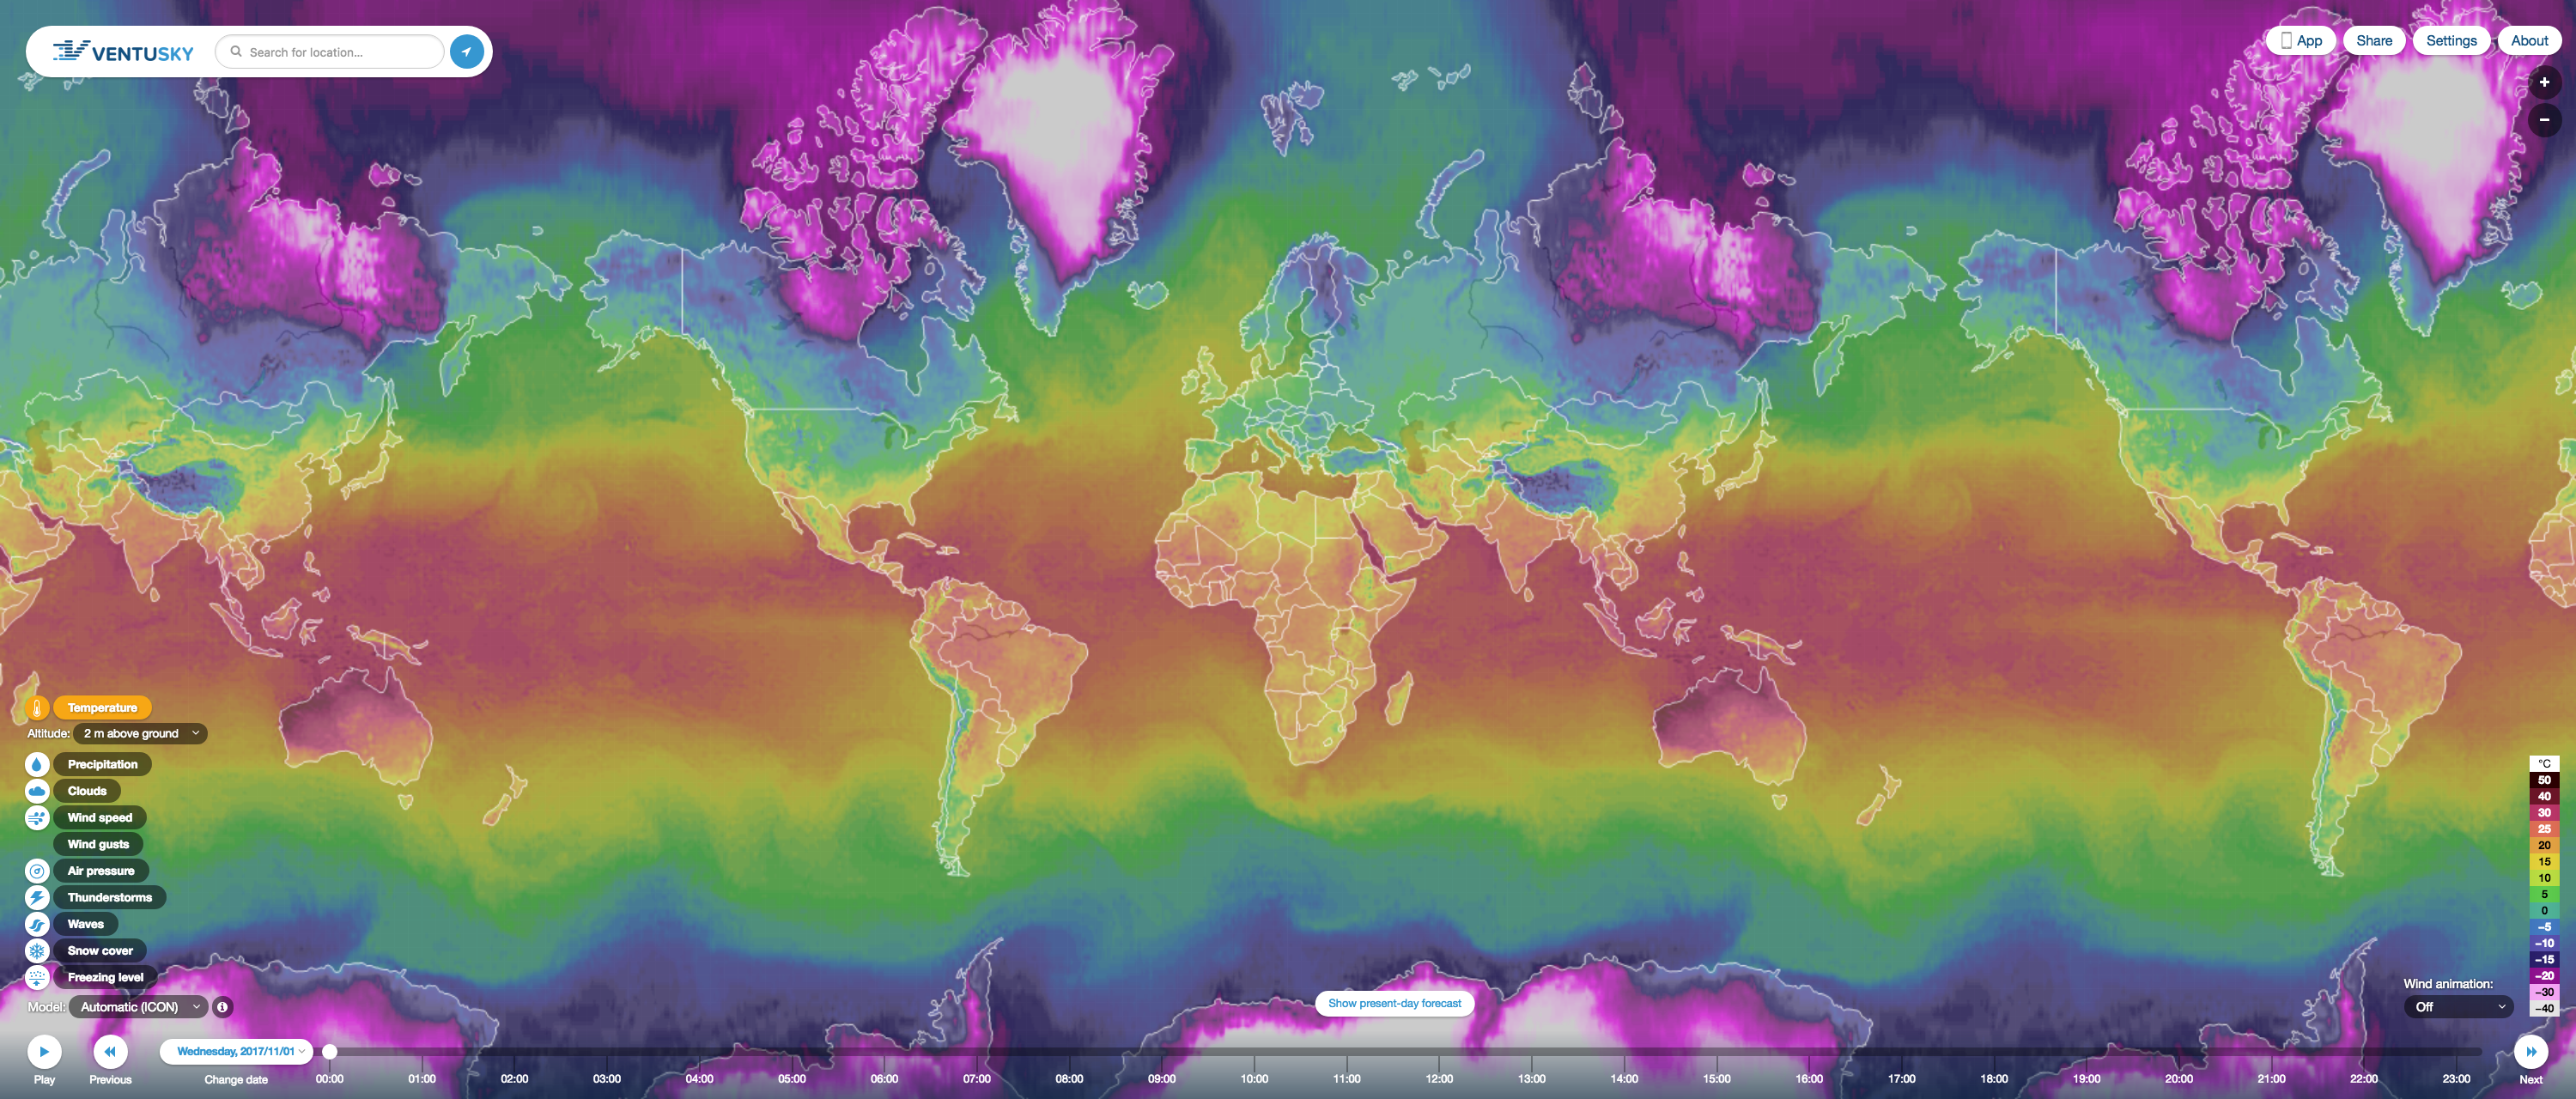 VENTUSKY
Search for location...
App
Share
Settings
About
+
−
Temperature
Altitude: 2 m above ground
Precipitation
Clouds
Wind speed
Wind gusts
Air pressure
Thunderstorms
Waves
Snow cover
Freezing level
Model: Automatic (ICON)
°C
50
40
30
25
20
15
10
5
0
−5
−10
−15
−20
−30
−40
Wind animation:
Off
Show present-day forecast
Play
Previous
Wednesday, 2017/11/01
Change date
00:00 01:00 02:00 03:00 04:00 05:00 06:00 07:00 08:00 09:00 10:00 11:00 12:00 13:00 14:00 15:00 16:00 17:00 18:00 19:00 20:00 21:00 22:00 23:00
Next